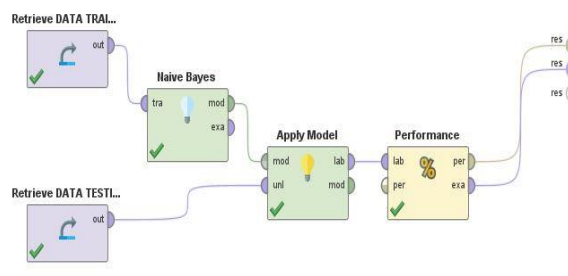 Retrieve DATA TRAI...
out
Naive Bayes
tra mod
exa
Retrieve DATA TESTI...
out
Apply Model
mod lab
unl mod
Performance
% 
lab per
per exa
res
res
res